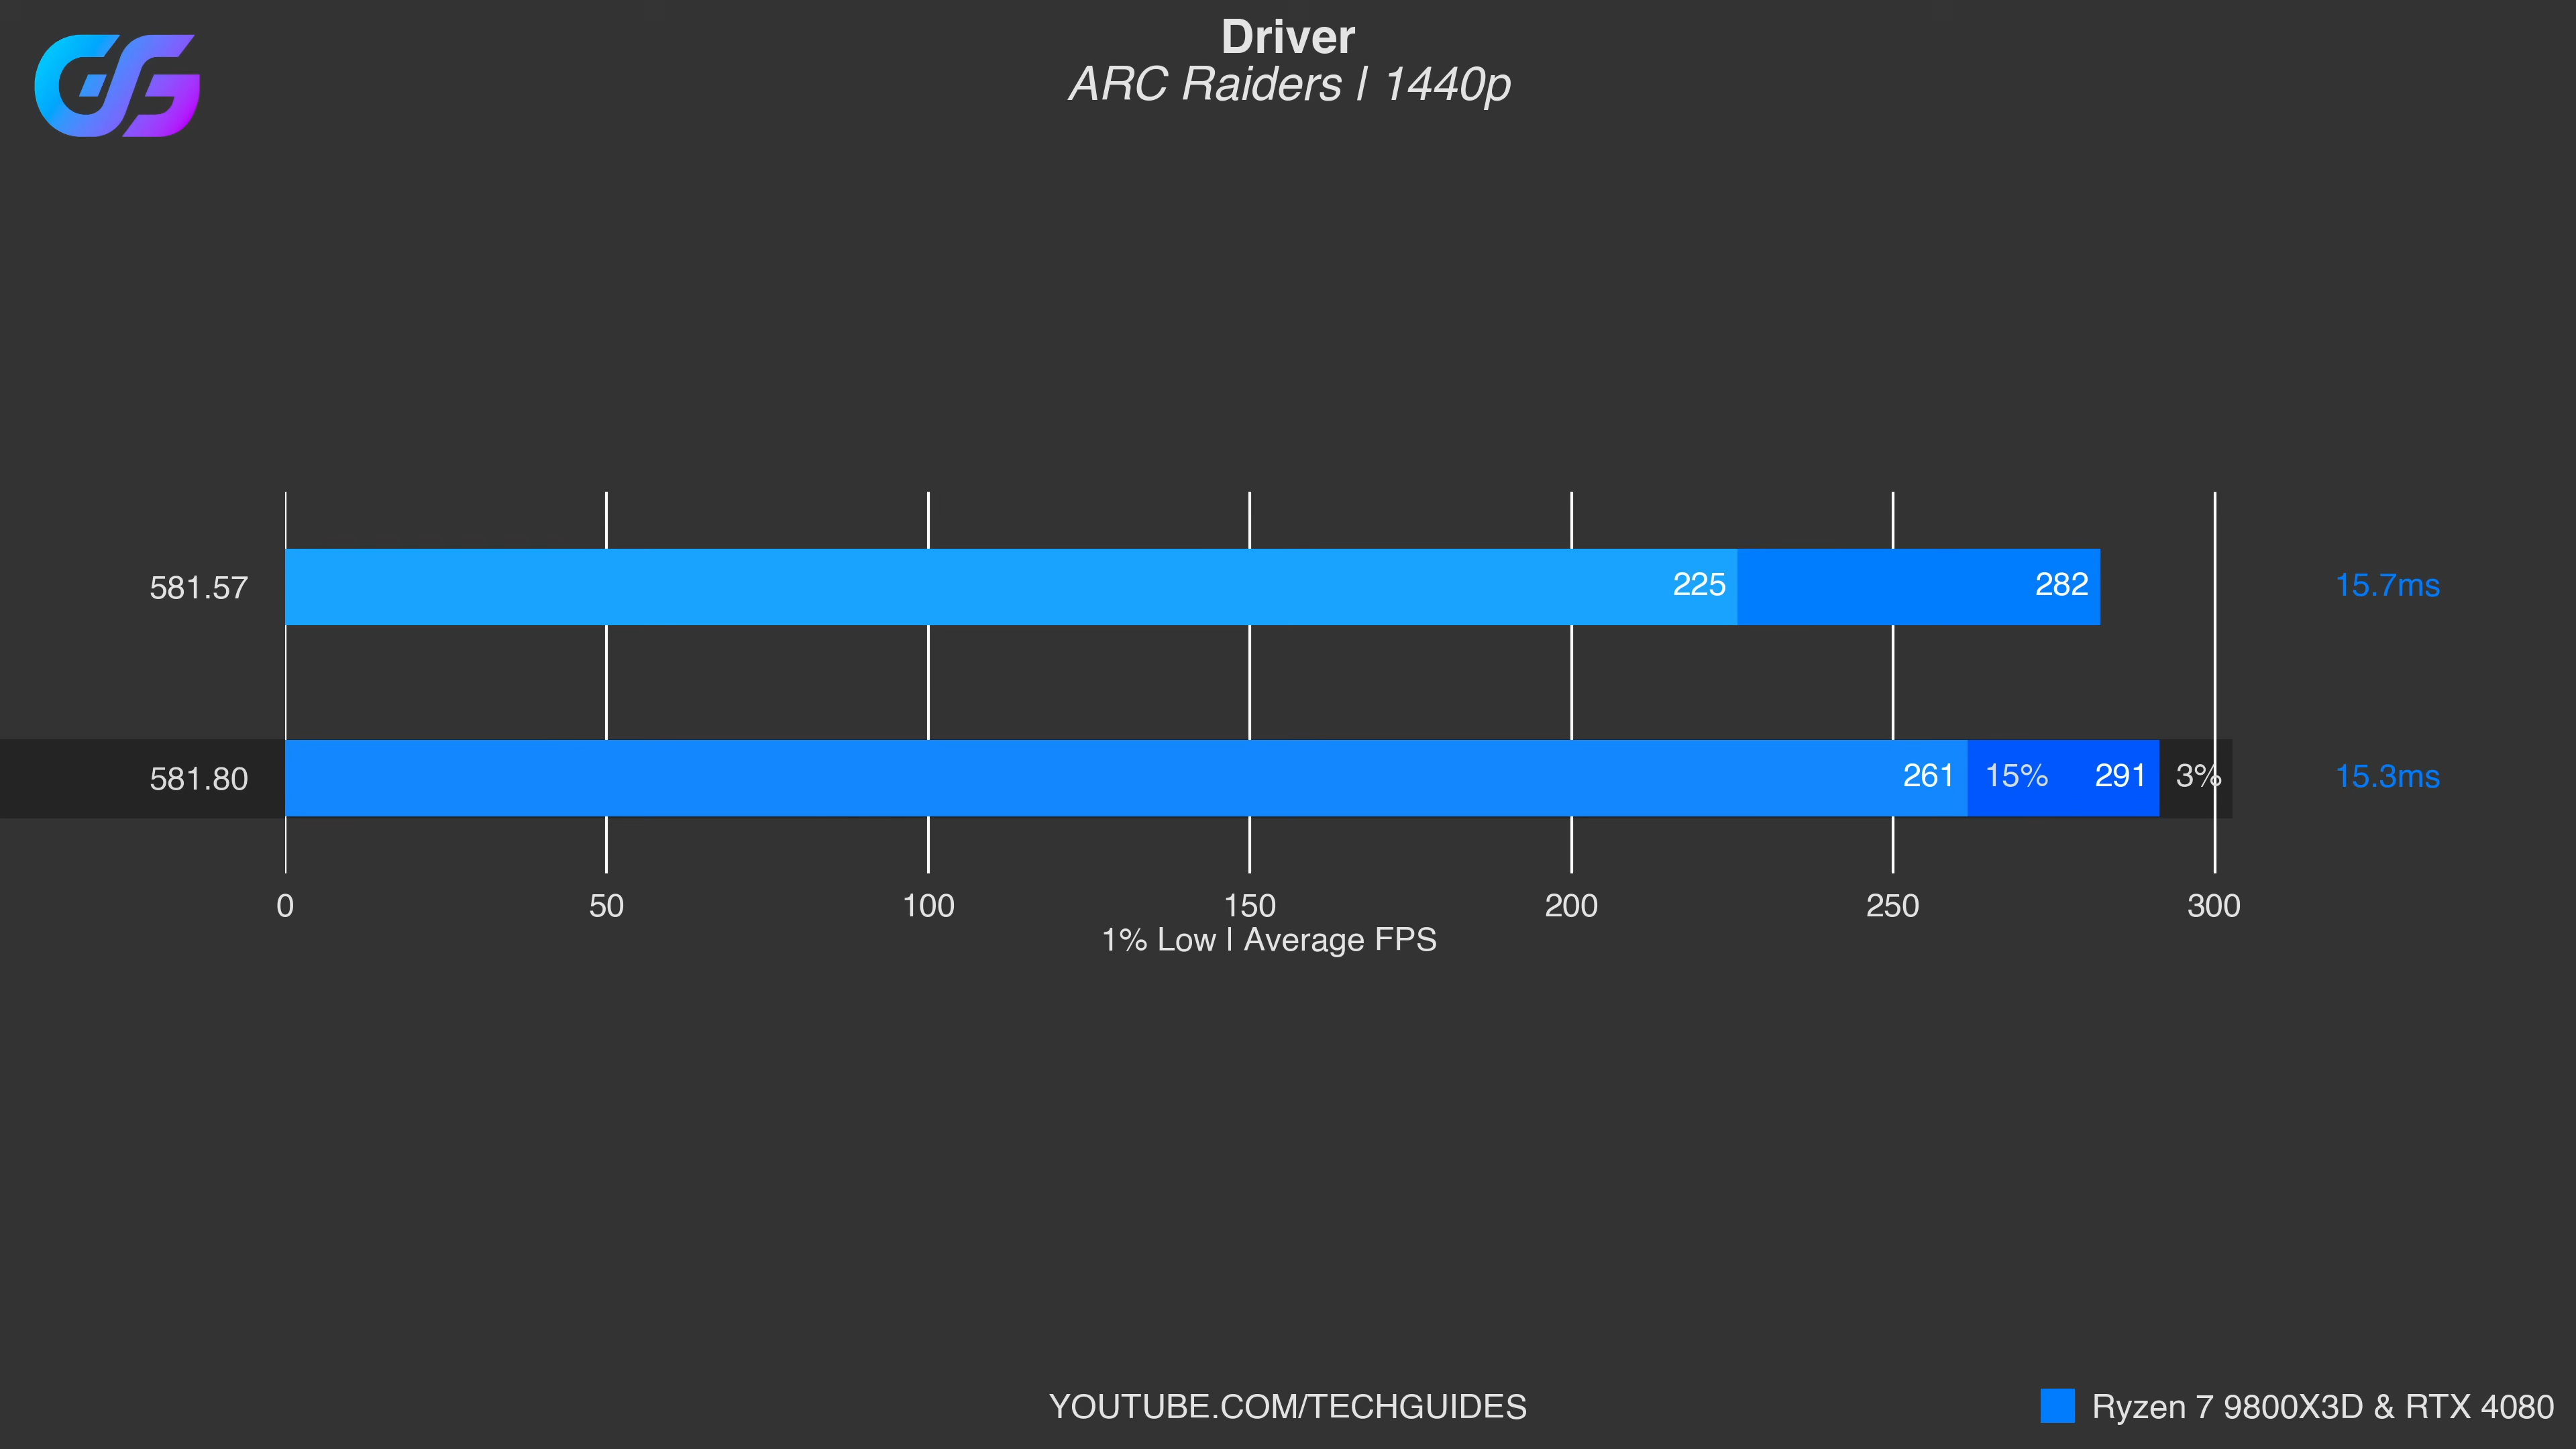 Driver
ARC Raiders | 1440p
581.57
225
282
15.7ms
581.80
261
15%
291
3%
15.3ms
0
50
100
150
200
250
300
1% Low | Average FPS
YOUTUBE.COM/TECHGUIDES
Ryzen 7 9800X3D & RTX 4080